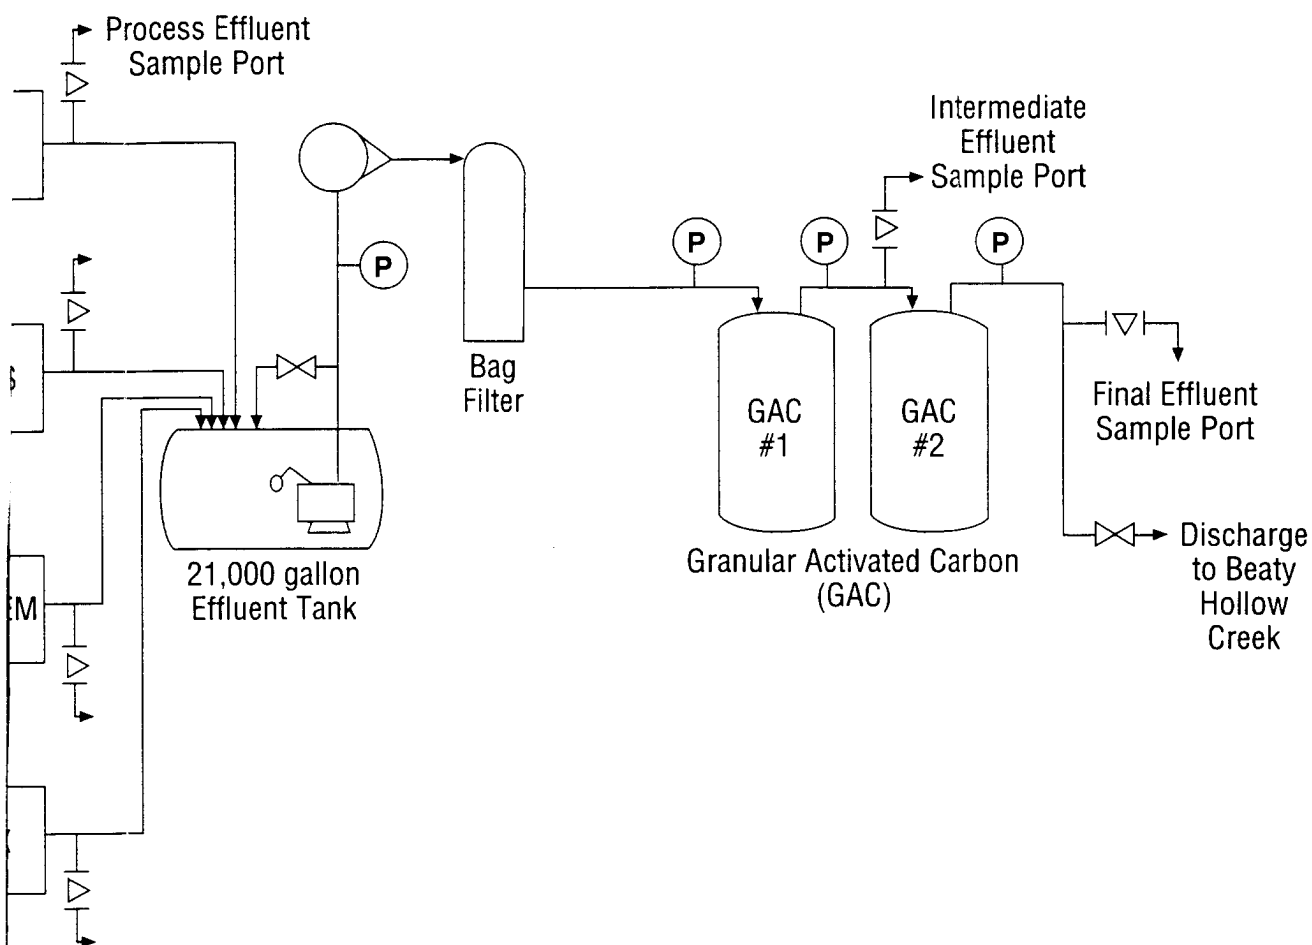 Process Effluent
Sample Port
Intermediate
Effluent
Sample Port
P
P
P
P
Bag
Filter
GAC
#1
GAC
#2
Final Effluent
Sample Port
21,000 gallon
Effluent Tank
Granular Activated Carbon
(GAC)
Discharge
to Beaty
Hollow
Creek
EM